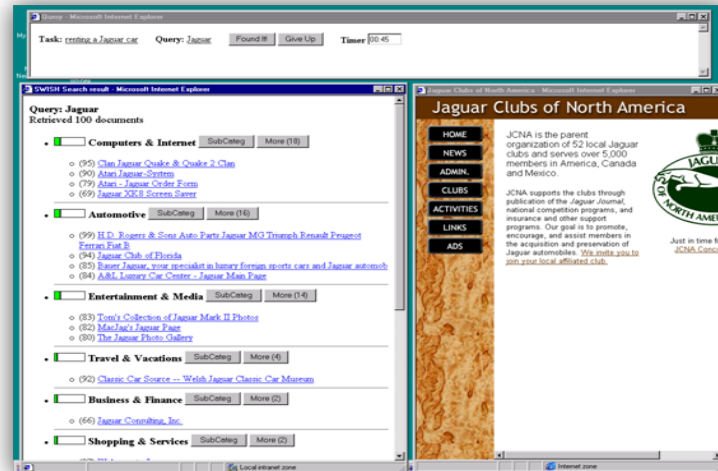 Query - Microsoft Internet Explorer
Task: renting a Jaguar car Query: Jaguar Found It! Give Up Timer 00:45
SWISH Search result - Microsoft Internet Explorer
Query: Jaguar
Retrieved 100 documents
Computers & Internet SubCateg More (18)
(95) Clan Jaguar Quake & Quake 2 Clan
(90) Atari Jaguar-System
(79) Atari - Jaguar Order Form
(69) Jaguar XK8 Screen Saver
Automotive SubCateg More (16)
(99) H.D. Rogers & Sons Auto Parts Jaguar MG Triumph Renault Peugeot
Ferrari Fiat B
(94) Jaguar Club of Florida
(85) Bauer Jaguar, your specialist in luxury foreign sports cars and Jaguar automob
(84) A&L Luxury Car Center - Jaguar Main Page
Entertainment & Media SubCateg More (14)
(83) Tom's Collection of Jaguar Mark II Photos
(82) MacJag's Jaguar Page
(80) The Jaguar Photo Gallery
Travel & Vacations SubCateg More (4)
(92) Classic Car Source -- Welsh Jaguar Classic Car Museum
Business & Finance SubCateg More (2)
(66) Jaguar Consulting, Inc.
Shopping & Services SubCateg More (2)
Local intranet zone
Jaguar Clubs of North America - Microsoft Internet Explorer
Jaguar Clubs of North America
HOME
NEWS
ADMIN.
CLUBS
ACTIVITIES
LINKS
ADS
JCNA is the parent
organization of 52 local Jaguar
clubs and serves over 5,000
members in America, Canada
and Mexico.
JCNA supports the clubs through
publication of the Jaguar Journal,
national competition programs, and
insurance and other support
programs. Our goal is to promote,
encourage, and assist members in
the acquisition and preservation of
Jaguar automobiles. We invite you to
join your local affiliated club.
JAGU
NORTH AMER
Just in time f
JCNA Conc
Internet zone